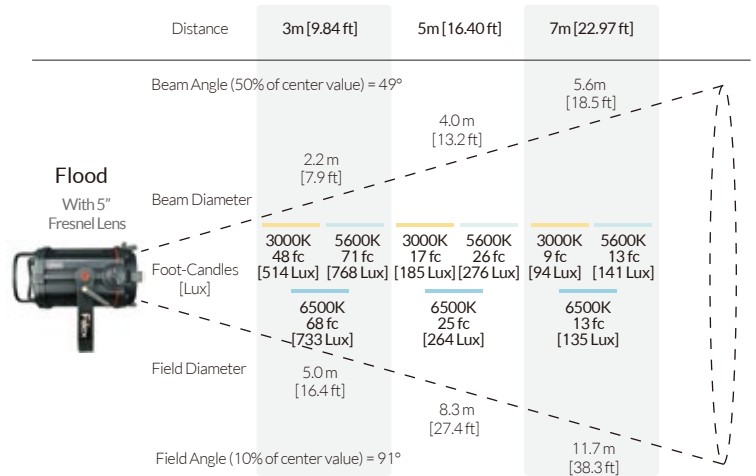 Distance 3m [9.84 ft] 5m [16.40 ft] 7m [22.97 ft]
Beam Angle (50% of center value) = 49°
5.6m
[18.5 ft]
4.0 m
[13.2 ft]
2.2 m
[7.9 ft]
Flood
With 5"
Fresnel Lens
Beam Diameter
3000K 5600K 3000K 5600K 3000K 5600K
48 fc 71 fc 17 fc 26 fc 9 fc 13 fc
[514 Lux] [768 Lux] [185 Lux] [276 Lux] [94 Lux] [141 Lux]
Foot-Candles
[Lux]
6500K 6500K 6500K
68 fc 25 fc 13 fc
[733 Lux] [264 Lux] [135 Lux]
Field Diameter
5.0 m
[16.4 ft]
8.3 m
[27.4 ft]
Field Angle (10% of center value) = 91°
11.7 m
[38.3 ft]